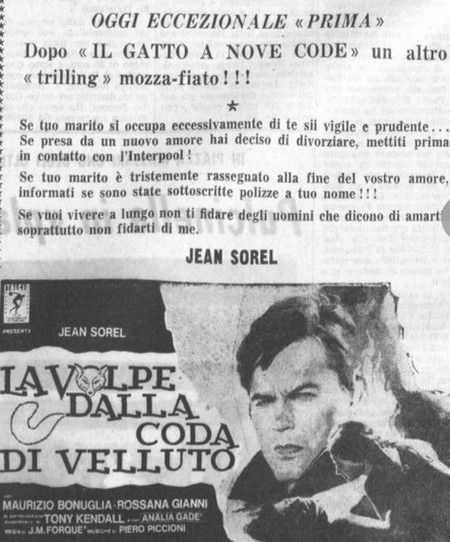 OGGI ECCEZIONALE « PRIMA »
Dopo « IL GATTO A NOVE CODE » un altro
« trilling » mozza-fiato ! ! !
Se tuo marito si occupa eccessivamente di te sii vigile e prudente . . .
Se presa da un nuovo amore hai deciso di divorziare, mettiti prima
in contatto con l'Interpol !
Se tuo marito è tristemente rassegnato alla fine del vostro amore,
informati se sono state sottoscritte polizze a tuo nome ! ! !
Se vuoi vivere a lungo non ti fidare degli uomini che dicono di amarti
soprattutto non fidarti di me.
JEAN SOREL
PRESENTA
JEAN SOREL
LA VOLPE
DALLA
CODA
DI VELLUTO
MAURIZIO BONUGLIA - ROSSANA GIANNI
TONY KENDALL ANALIA GADE'
REGIA DI J.M. FORQUE' MUSICHE DI PIERO PICCIONI